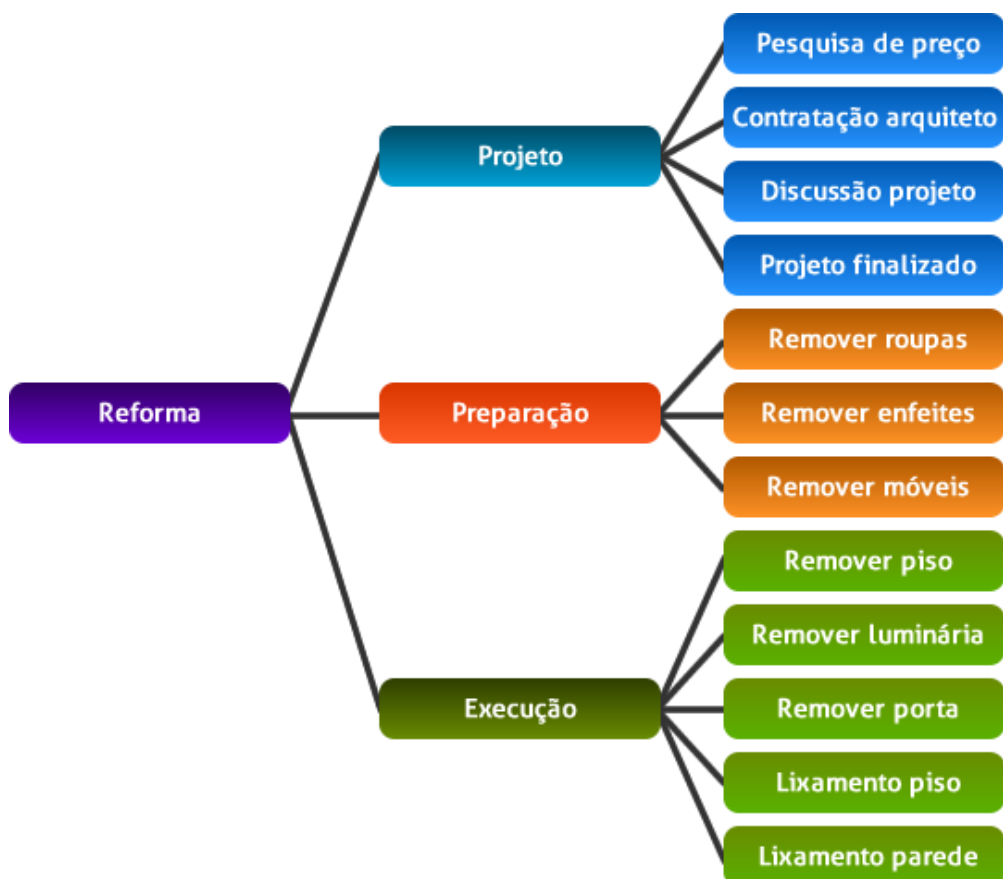 Reforma
Projeto
Pesquisa de preço
Contratação arquiteto
Discussão projeto
Projeto finalizado
Preparação
Remover roupas
Remover enfeites
Remover móveis
Execução
Remover piso
Remover luminária
Remover porta
Lixamento piso
Lixamento parede